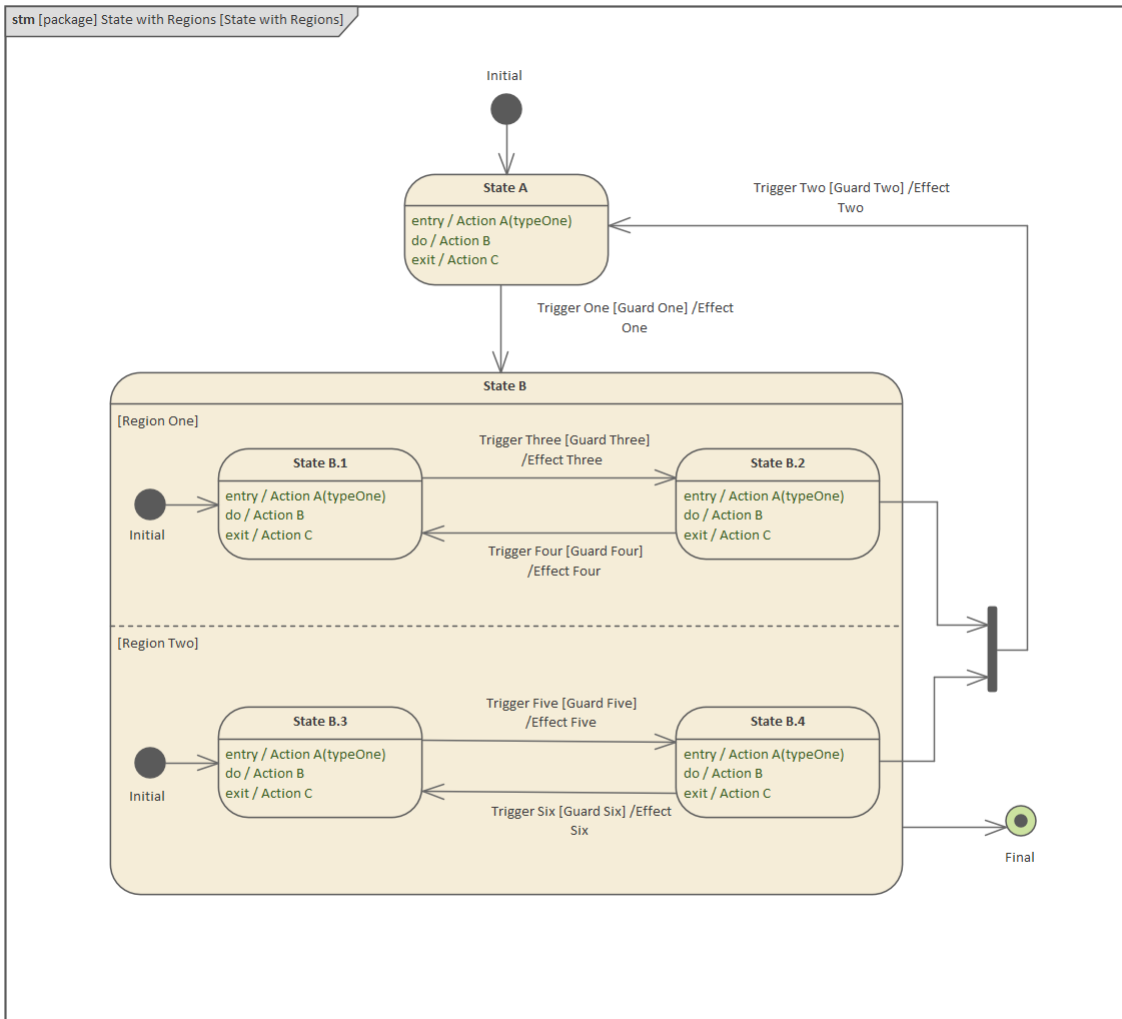 stm [package] State with Regions [State with Regions]
Initial
State A
entry / Action A(typeOne)
do / Action B
exit / Action C
Trigger Two [Guard Two] /Effect
Two
Trigger One [Guard One] /Effect
One
State B
[Region One]
Initial
State B.1
entry / Action A(typeOne)
do / Action B
exit / Action C
Trigger Three [Guard Three]
/Effect Three
Trigger Four [Guard Four]
/Effect Four
State B.2
entry / Action A(typeOne)
do / Action B
exit / Action C
[Region Two]
Initial
State B.3
entry / Action A(typeOne)
do / Action B
exit / Action C
Trigger Five [Guard Five]
/Effect Five
Trigger Six [Guard Six] /Effect
Six
State B.4
entry / Action A(typeOne)
do / Action B
exit / Action C
Final